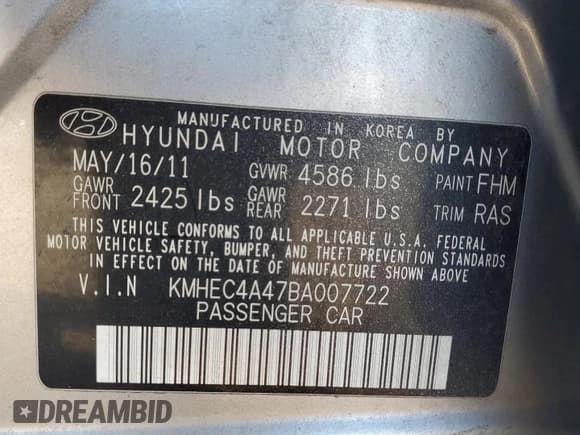 MANUFACTURED IN KOREA BY
HYUNDAI MOTOR COMPANY
MAY/16/11 GVWR 4586 lbs PAINT FHM
GAWR FRONT 2425 lbs GAWR REAR 2271 lbs TRIM RAS
THIS VEHICLE CONFORMS TO ALL APPLICABLE U.S.A. FEDERAL
MOTOR VEHICLE SAFETY, BUMPER, AND THEFT PREVENTION STANDARDS
IN EFFECT ON THE DATE OF MANUFACTURE SHOWN ABOVE
V.I.N KMHEC4A47BA007722
PASSENGER CAR
DREAMBID